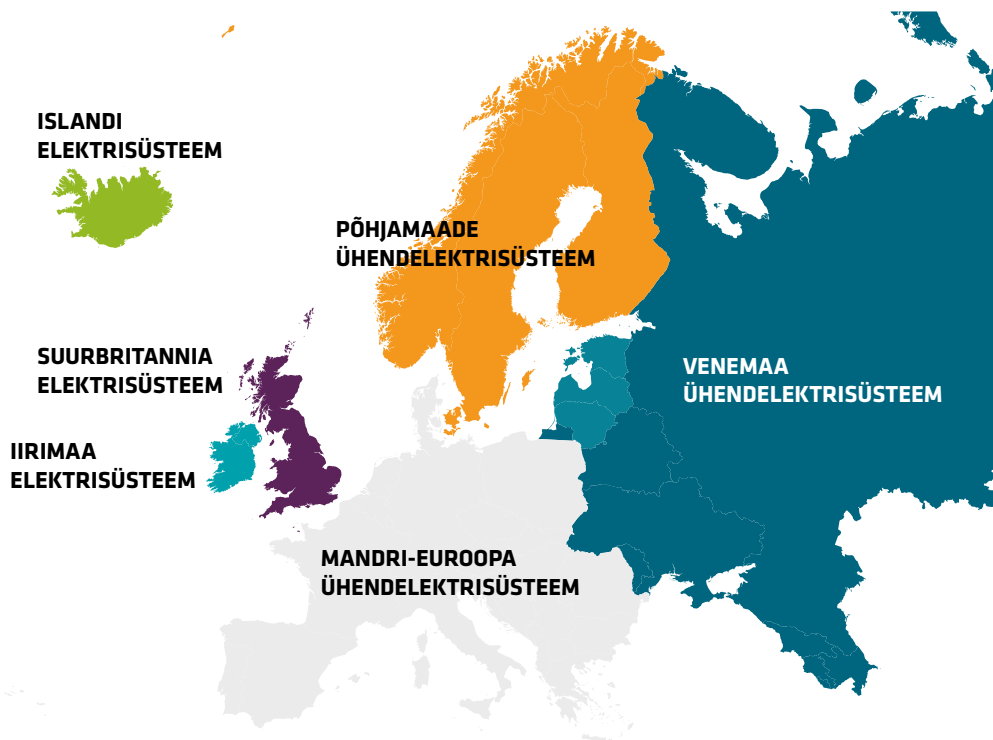 ISLANDI
ELEKTRISÜSTEEM
PÕHJAMAADE
ÜHENDELEKTRISÜSTEEM
SUURBRITANNIA
ELEKTRISÜSTEEM
VENEMAA
ÜHENDELEKTRISÜSTEEM
IIRIMAA
ELEKTRISÜSTEEM
MANDRI-EUROOPA
ÜHENDELEKTRISÜSTEEM